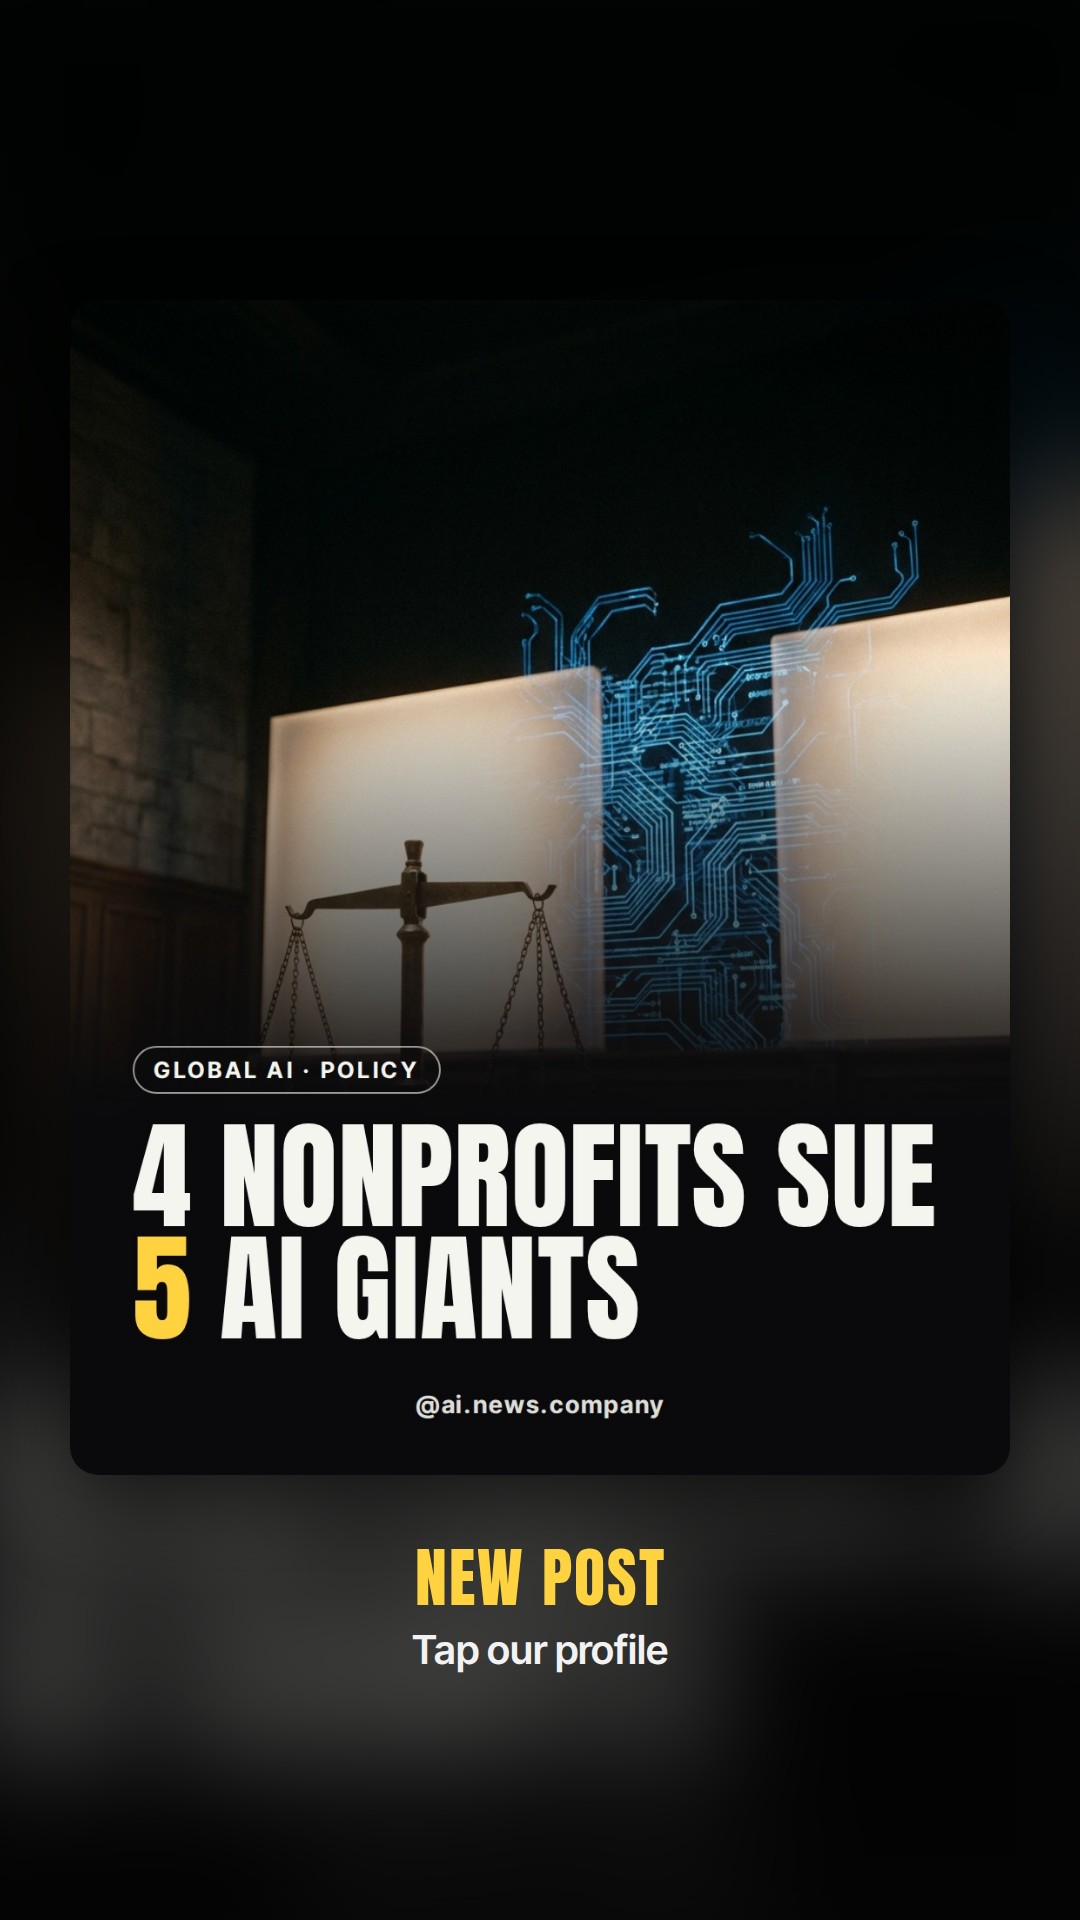 GLOBAL AI · POLICY
4 NONPROFITS SUE
5 AI GIANTS
@ai.news.company
NEW POST
Tap our profile